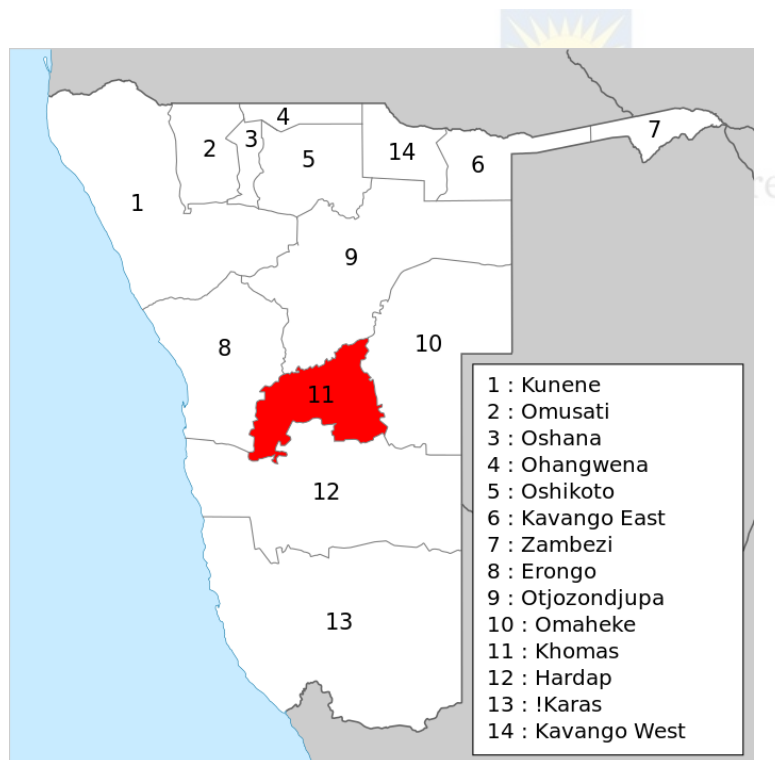 4
7
3
2
14
5
6
1
9
10
8
11
12
13
1 : Kunene
2 : Omusati
3 : Oshana
4 : Ohangwena
5 : Oshikoto
6 : Kavango East
7 : Zambezi
8 : Erongo
9 : Otjozondjupa
10 : Omaheke
11 : Khomas
12 : Hardap
13 : !Karas
14 : Kavango West